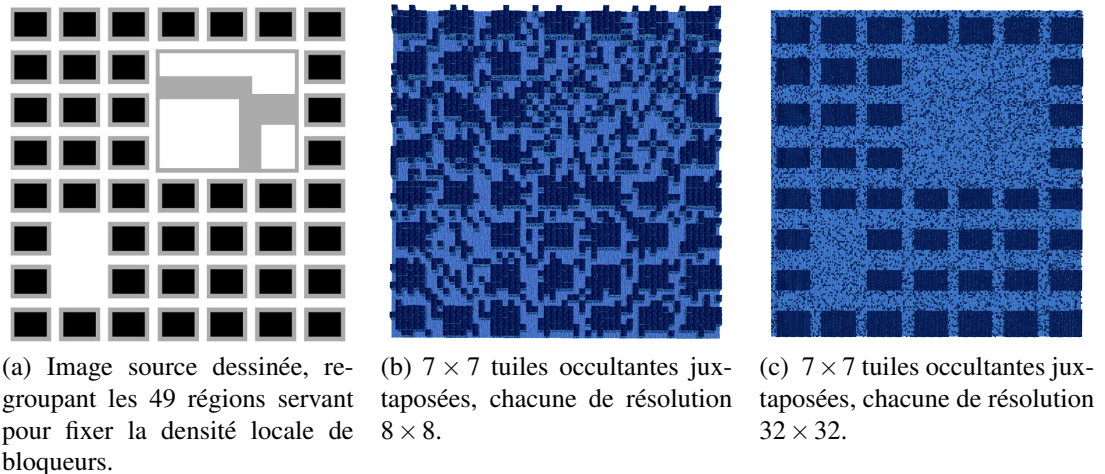 (a) Image source dessinée, re-
groupant les 49 régions servant
pour fixer la densité locale de
bloqueurs.
(b) 7 × 7 tuiles occultantes jux-
taposées, chacune de résolution
8 × 8.
(c) 7 × 7 tuiles occultantes jux-
taposées, chacune de résolution
32 × 32.